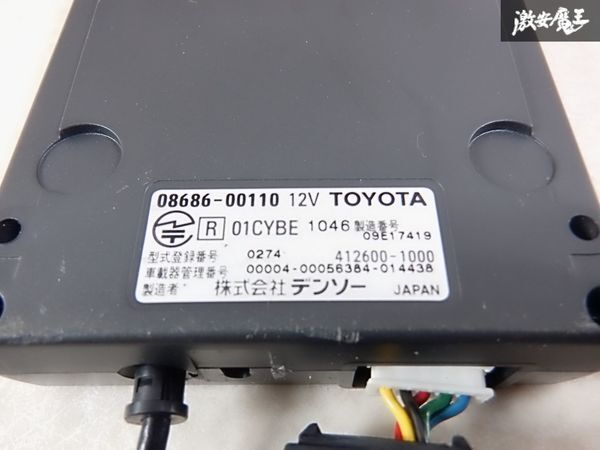 激安魔王
08686-00110 12V TOYOTA
R 01CYBE 1046 製造番号
09E17419
型式登録番号 0274 412600-1000
車載器管理番号 00004-00056384-014438
製造者 株式会社 デンソー JAPAN